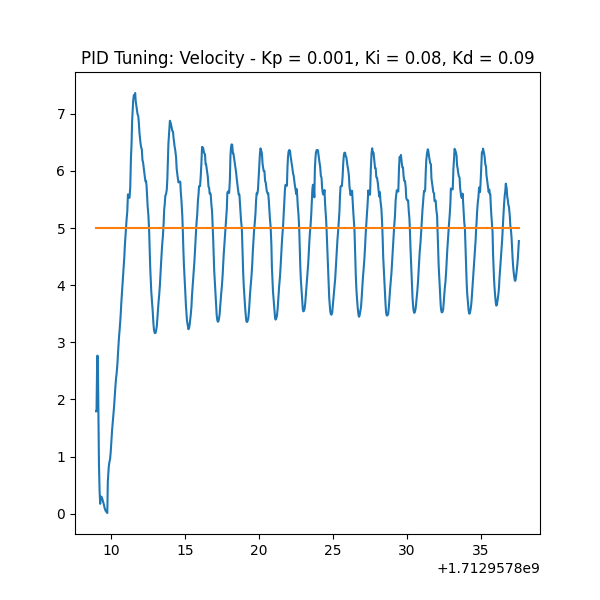 PID Tuning: Velocity - Kp = 0.001, Ki = 0.08, Kd = 0.09
7
6
5
4
3
2
1
0
10 15 20 25 30 35
+1.7129578e9